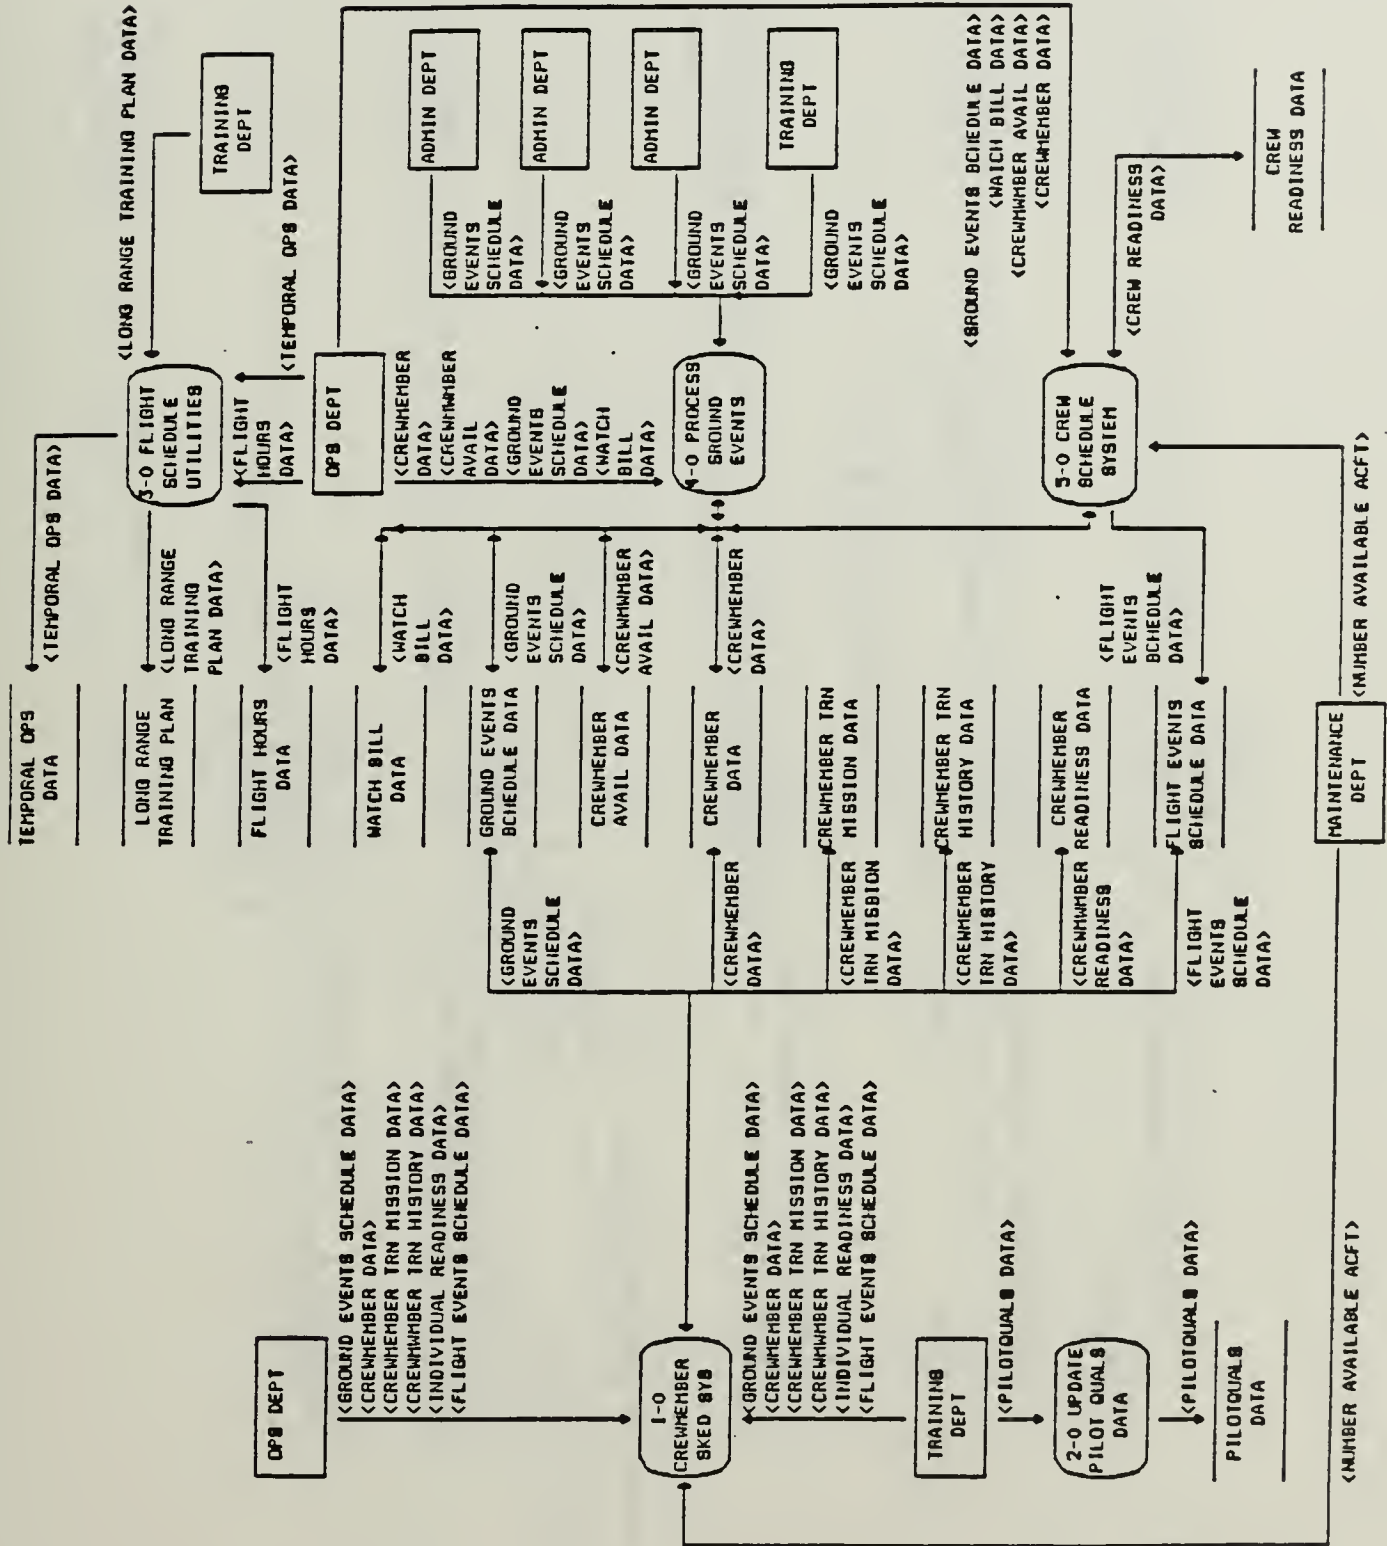 TEMPORAL OPS
DATA
<TEMPORAL OPS DATA>
LONG RANGE
TRAINING PLAN
<LONG RANGE
TRAINING
PLAN DATA>
FLIGHT HOURS
DATA
<FLIGHT
HOURS
DATA>
3-0 FLIGHT
SCHEDULE
UTILITIES
<LONG RANGE TRAINING PLAN DATA>
TRAINING
DEPT
<TEMPORAL OPS DATA>
<FLIGHT
HOURS
DATA>
OPS DEPT
<CREWMEMBER
DATA>
<CREWMWMBER
AVAIL
DATA>
<GROUND
EVENTS
SCHEDULE
DATA>
<WATCH
BILL
DATA>
ADMIN DEPT
<GROUND
EVENTS
SCHEDULE
DATA>
ADMIN DEPT
<GROUND
EVENTS
SCHEDULE
DATA>
ADMIN DEPT
<GROUND
EVENTS
SCHEDULE
DATA>
TRAINING
DEPT
<GROUND
EVENTS
SCHEDULE
DATA>
4-0 PROCESS
GROUND
EVENTS
WATCH BILL
DATA
<WATCH
BILL
DATA>
GROUND EVENTS
SCHEDULE DATA
<GROUND
EVENTS
SCHEDULE
DATA>
CREWMEMBER
AVAIL DATA
<CREWMWMBER
AVAIL DATA>
CREWMEMBER
DATA
<CREWMEMBER
DATA>
CREWMEMBER TRN
MISSION DATA
CREWMEMBER TRN
HISTORY DATA
CREWMEMBER
READINESS DATA
FLIGHT EVENTS
SCHEDULE DATA
<FLIGHT
EVENTS
SCHEDULE
DATA>
5-0 CREW
SCHEDULE
SYSTEM
<GROUND EVENTS SCHEDULE DATA>
<WATCH BILL DATA>
<CREWMWMBER AVAIL DATA>
<CREWMEMBER DATA>
<CREW READINESS
DATA>
CREW
READINESS DATA
MAINTENANCE
DEPT
<NUMBER AVAILABLE ACFT>
<GROUND
EVENTS
SCHEDULE
DATA>
<CREWMEMBER
DATA>
<CREWMEMBER
TRN MISSION
DATA>
<CREWMEMBER
TRN HISTORY
DATA>
<CREWMWMBER
READINESS
DATA>
<FLIGHT
EVENTS
SCHEDULE
DATA>
OPS DEPT
<GROUND EVENTS SCHEDULE DATA>
<CREWMEMBER DATA>
<CREWMEMBER TRN MISSION DATA>
<CREWMWMBER TRN HISTORY DATA>
<INDIVIDUAL READINESS DATA>
<FLIGHT EVENTS SCHEDULE DATA>
1-0
CREWMEMBER
SKED SYS
<GROUND EVENTS SCHEDULE DATA>
<CREWMEMBER DATA>
<CREWMEMBER TRN MISSION DATA>
<CREWMWMBER TRN HISTORY DATA>
<INDIVIDUAL READINESS DATA>
<FLIGHT EVENTS SCHEDULE DATA>
TRAINING
DEPT
<PILOTQUALS DATA>
2-0 UPDATE
PILOT QUALS
DATA
<PILOTQUALS DATA>
PILOTQUALS
DATA
<NUMBER AVAILABLE ACFT>